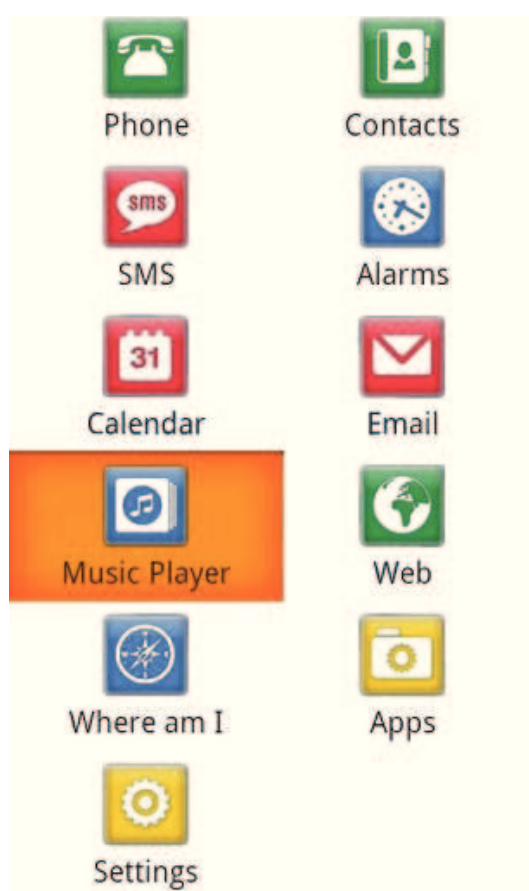 Phone
Contacts
sms
SMS
Alarms
31
Calendar
Email
Music Player
Web
Where am I
Apps
Settings